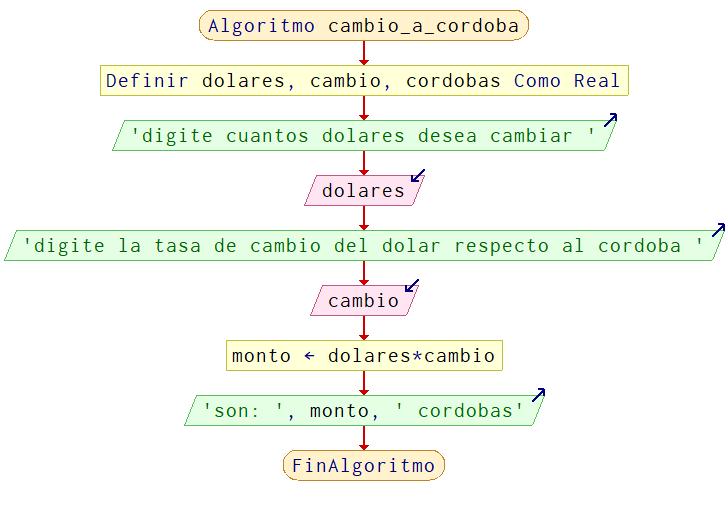 Algoritmo cambio_a_cordoba
Definir dolares, cambio, cordobas Como Real
'digite cuantos dolares desea cambiar '
dolares
'digite la tasa de cambio del dolar respecto al cordoba '
cambio
monto ← dolares*cambio
'son: ', monto, ' cordobas'
FinAlgoritmo